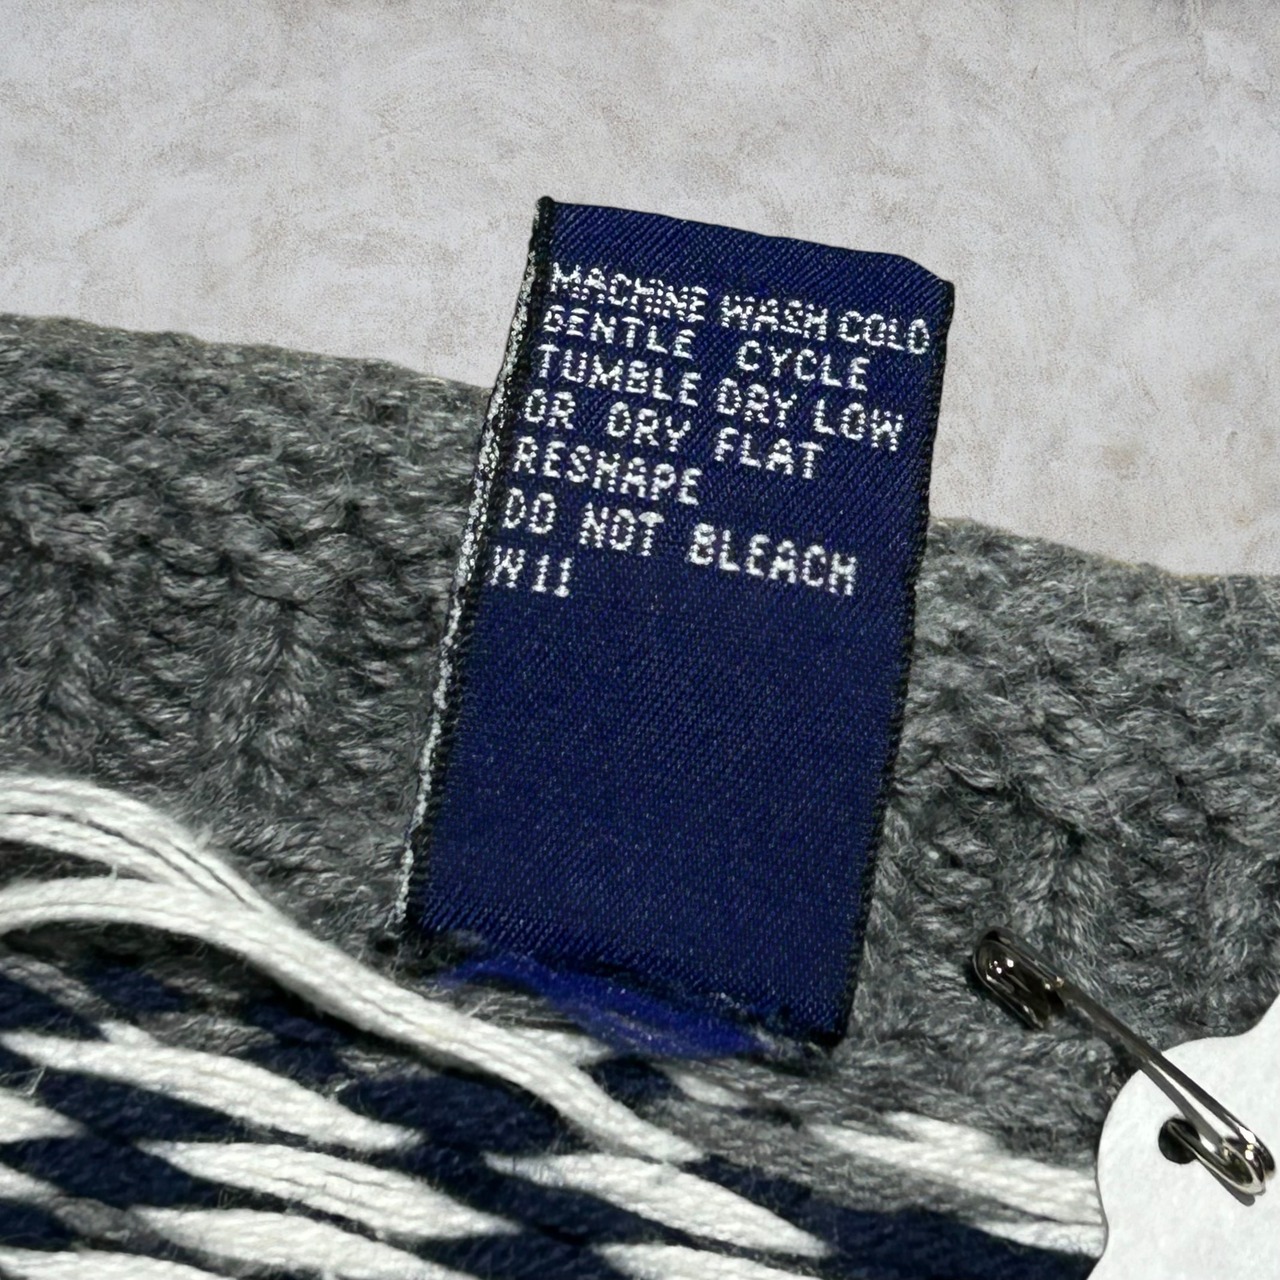 MACHINE WASH COLD
GENTLE CYCLE
TUMBLE DRY LOW
OR DRY FLAT
RESHAPE
DO NOT BLEACH
W11